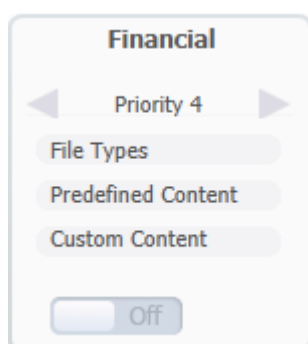 Financial
Priority 4
File Types
Predefined Content
Custom Content
Off